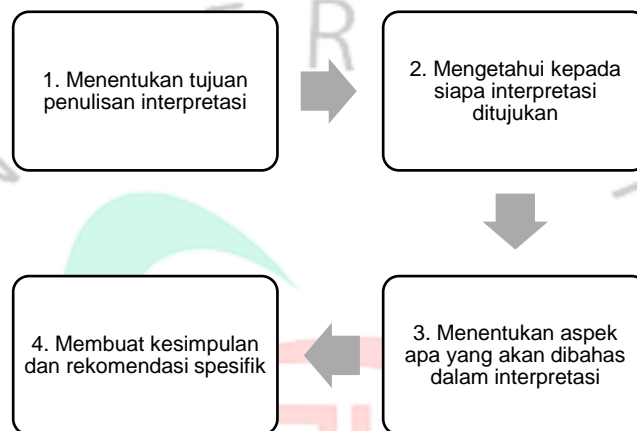 1. Menentukan tujuan
penulisan interpretasi
2. Mengetahui kepada
siapa interpretasi
ditujukan
3. Menentukan aspek
apa yang akan dibahas
dalam interpretasi
4. Membuat kesimpulan
dan rekomendasi spesifik